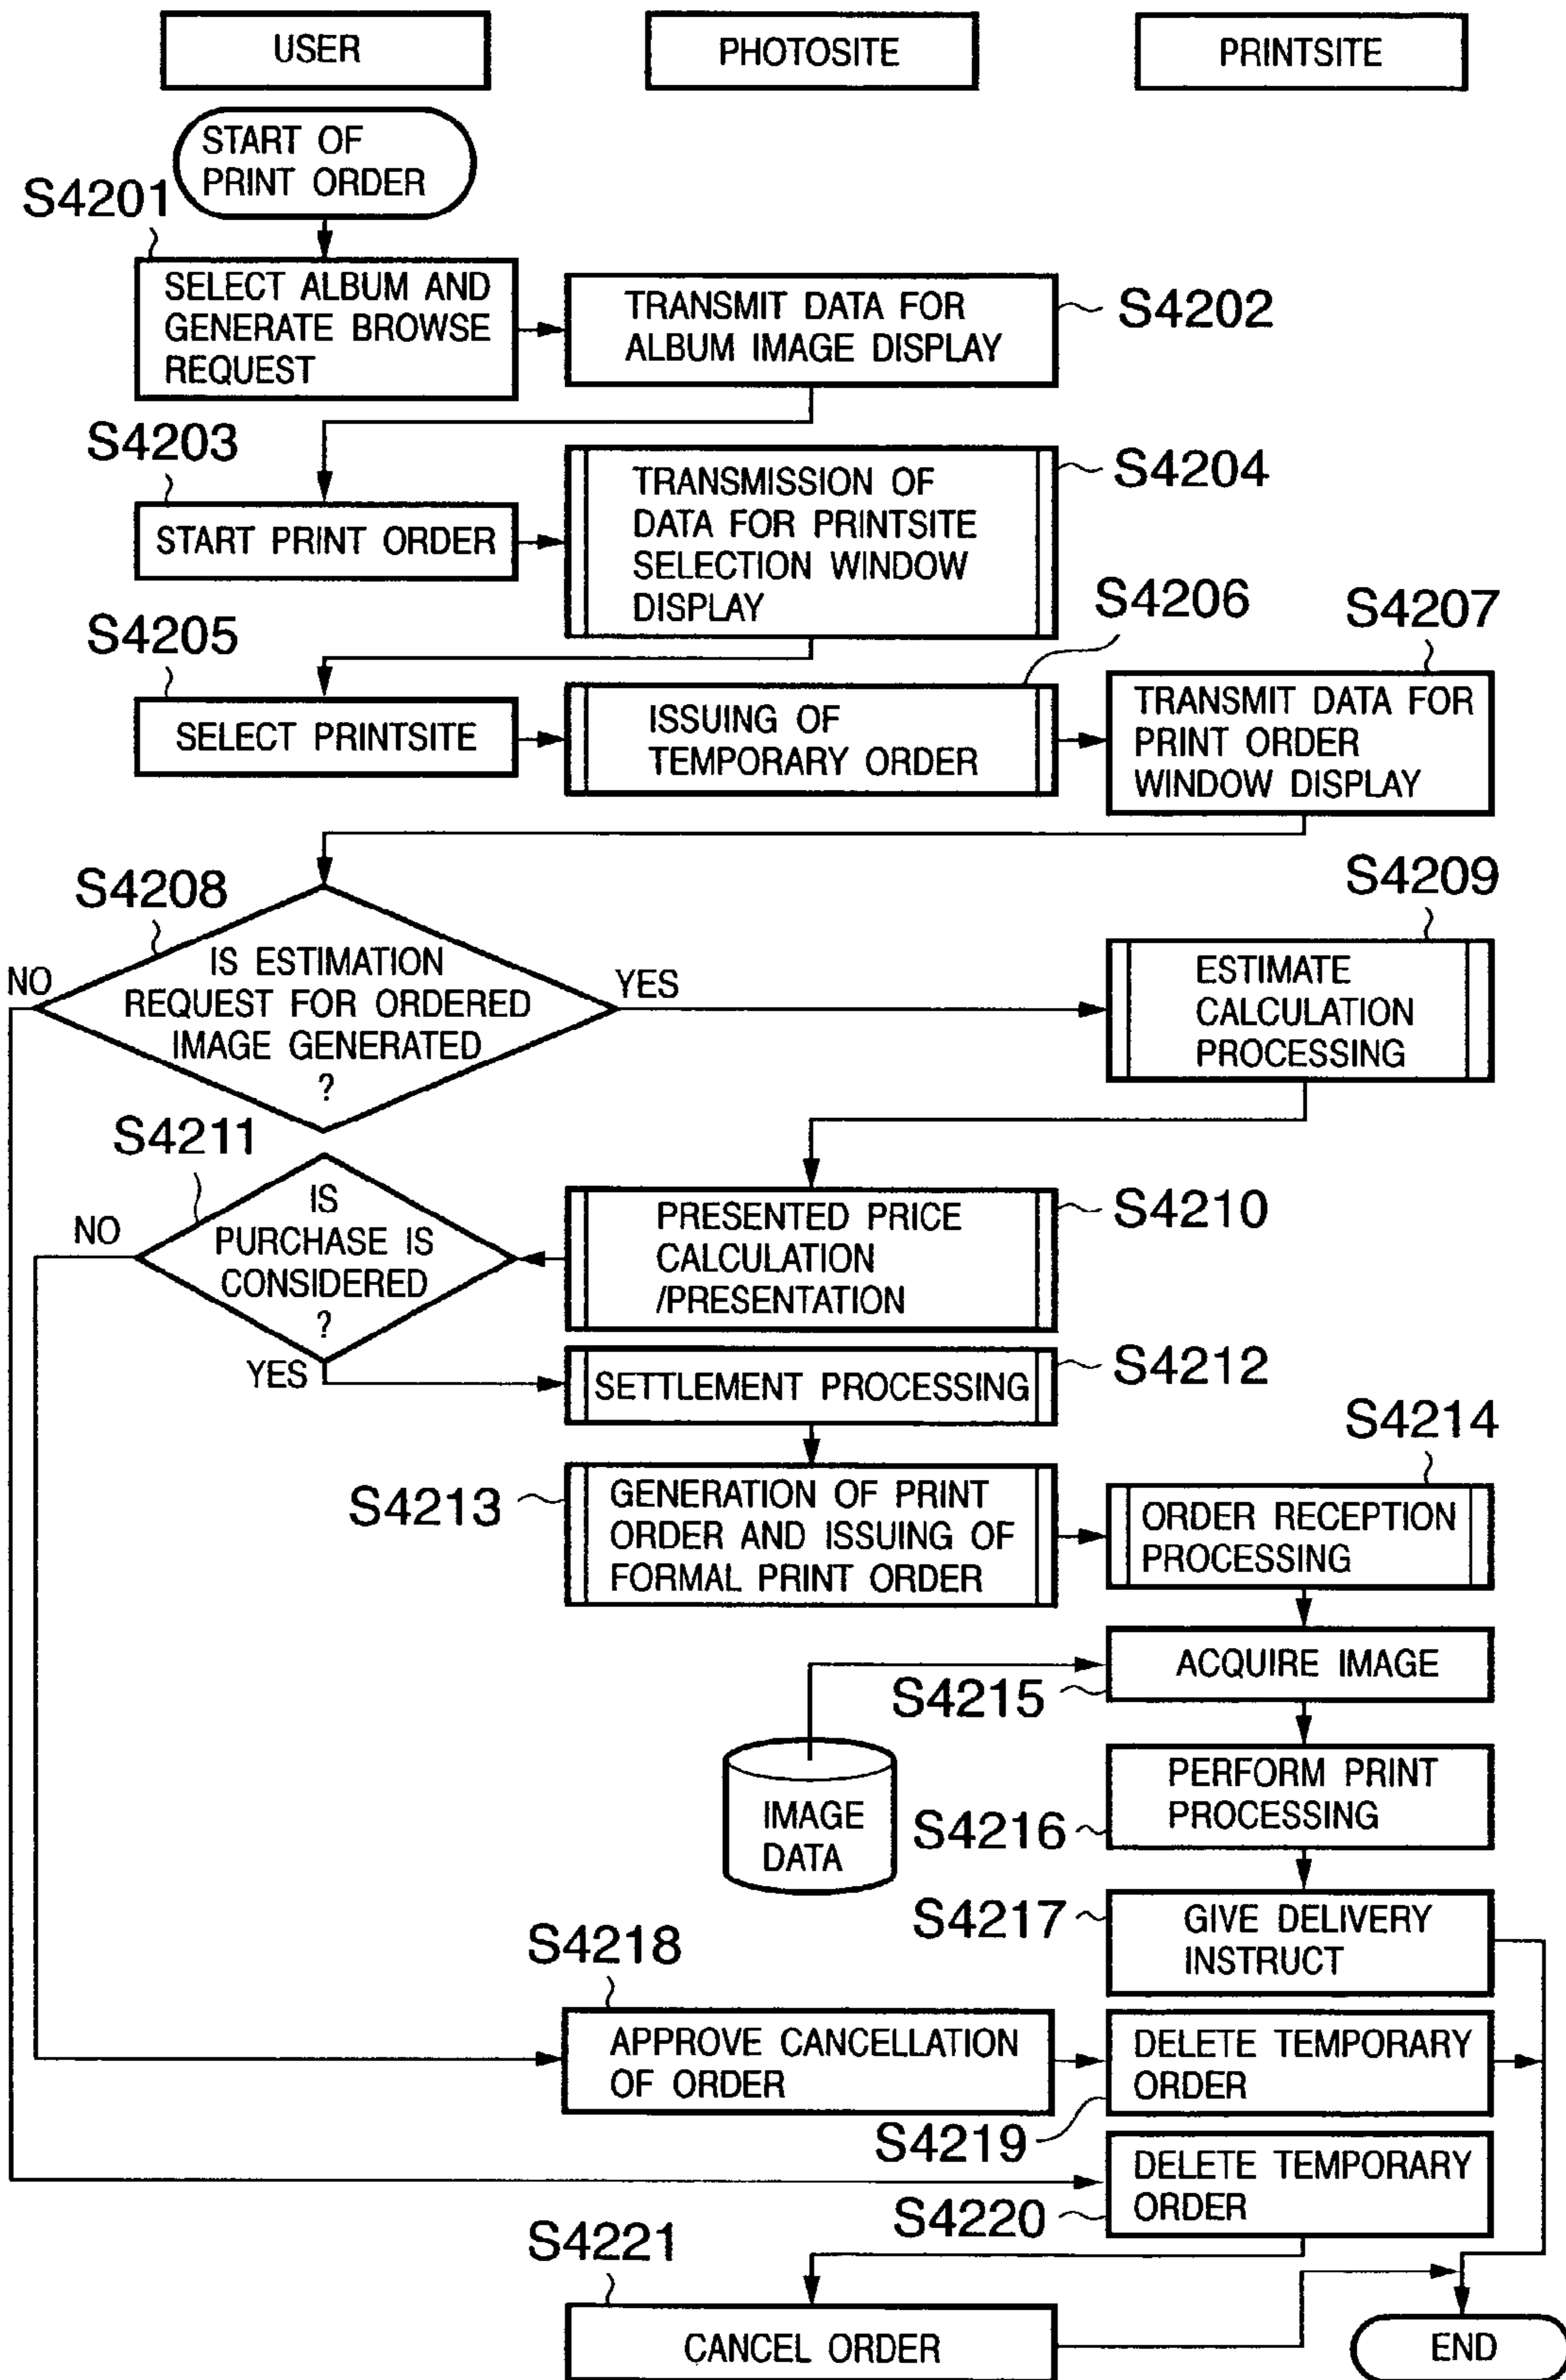 USER
PHOTOSITE
PRINTSITE
START OF
PRINT ORDER
S4201
SELECT ALBUM AND
GENERATE BROWSE
REQUEST
TRANSMIT DATA FOR
ALBUM IMAGE DISPLAY
S4202
S4203
START PRINT ORDER
TRANSMISSION OF
DATA FOR PRINTSITE
SELECTION WINDOW
DISPLAY
S4204
S4205
SELECT PRINTSITE
S4206
ISSUING OF
TEMPORARY ORDER
S4207
TRANSMIT DATA FOR
PRINT ORDER
WINDOW DISPLAY
S4208
IS ESTIMATION
REQUEST FOR ORDERED
IMAGE GENERATED
?
NO
YES
S4209
ESTIMATE
CALCULATION
PROCESSING
S4211
IS
PURCHASE IS
CONSIDERED
?
NO
YES
PRESENTED PRICE
CALCULATION
/PRESENTATION
S4210
SETTLEMENT PROCESSING
S4212
S4213
GENERATION OF PRINT
ORDER AND ISSUING OF
FORMAL PRINT ORDER
S4214
ORDER RECEPTION
PROCESSING
ACQUIRE IMAGE
S4215
IMAGE
DATA
PERFORM PRINT
PROCESSING
S4216
S4217
GIVE DELIVERY
INSTRUCT
S4218
APPROVE CANCELLATION
OF ORDER
DELETE TEMPORARY
ORDER
S4219
DELETE TEMPORARY
ORDER
S4220
S4221
CANCEL ORDER
END